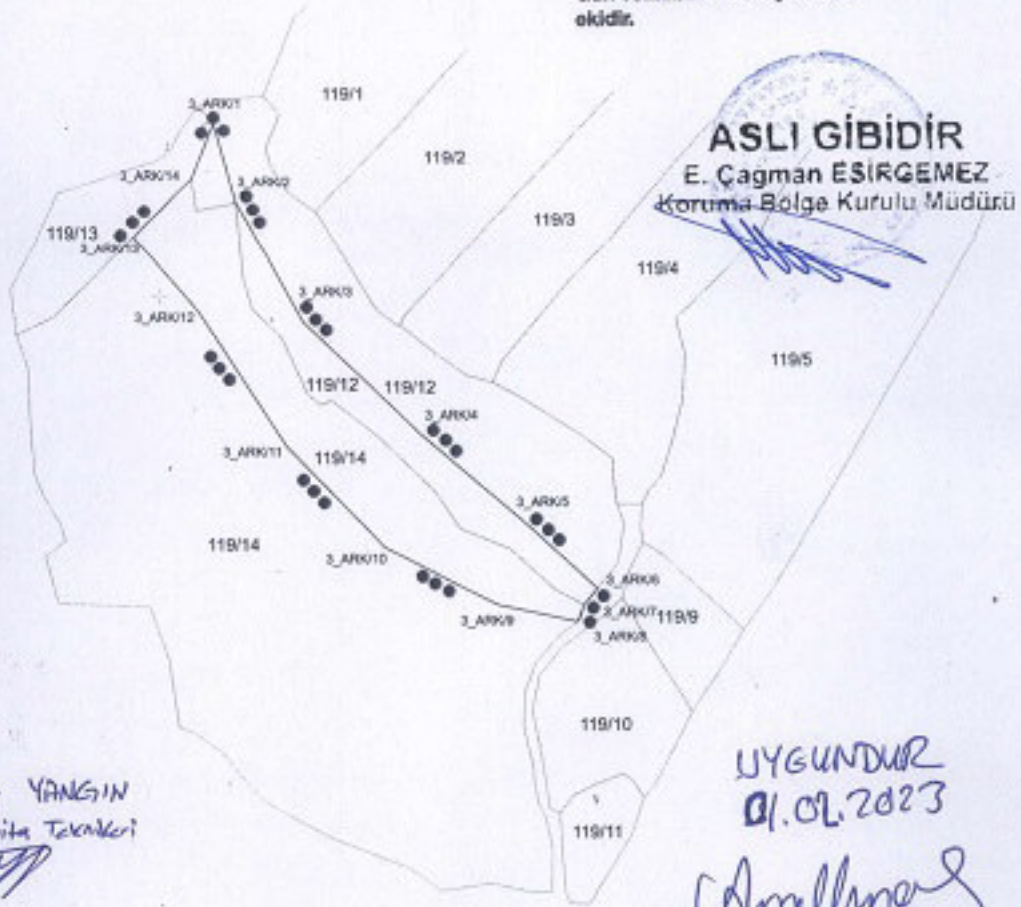 ekidir.
119/1
3_ARK/1
ASLI GİBİDİR
119/2
E. Çagman ESİRGEMEZ
3_ARK/14
3_ARK/2
Koruma Bölge Kurulu Müdürü
119/3
119/13
3_ARK/13
119/4
3_ARK/3
3_ARK/12
119/5
119/12
119/12
3_ARK/4
3_ARK/11
119/14
3_ARK/5
119/14
3_ARK/10
3_ARK/6
3_ARK/7
119/9
3_ARK/9
3_ARK/8
119/10
UYGUNDUR
YANGIN
01.02.2023
Teknikeri
119/11